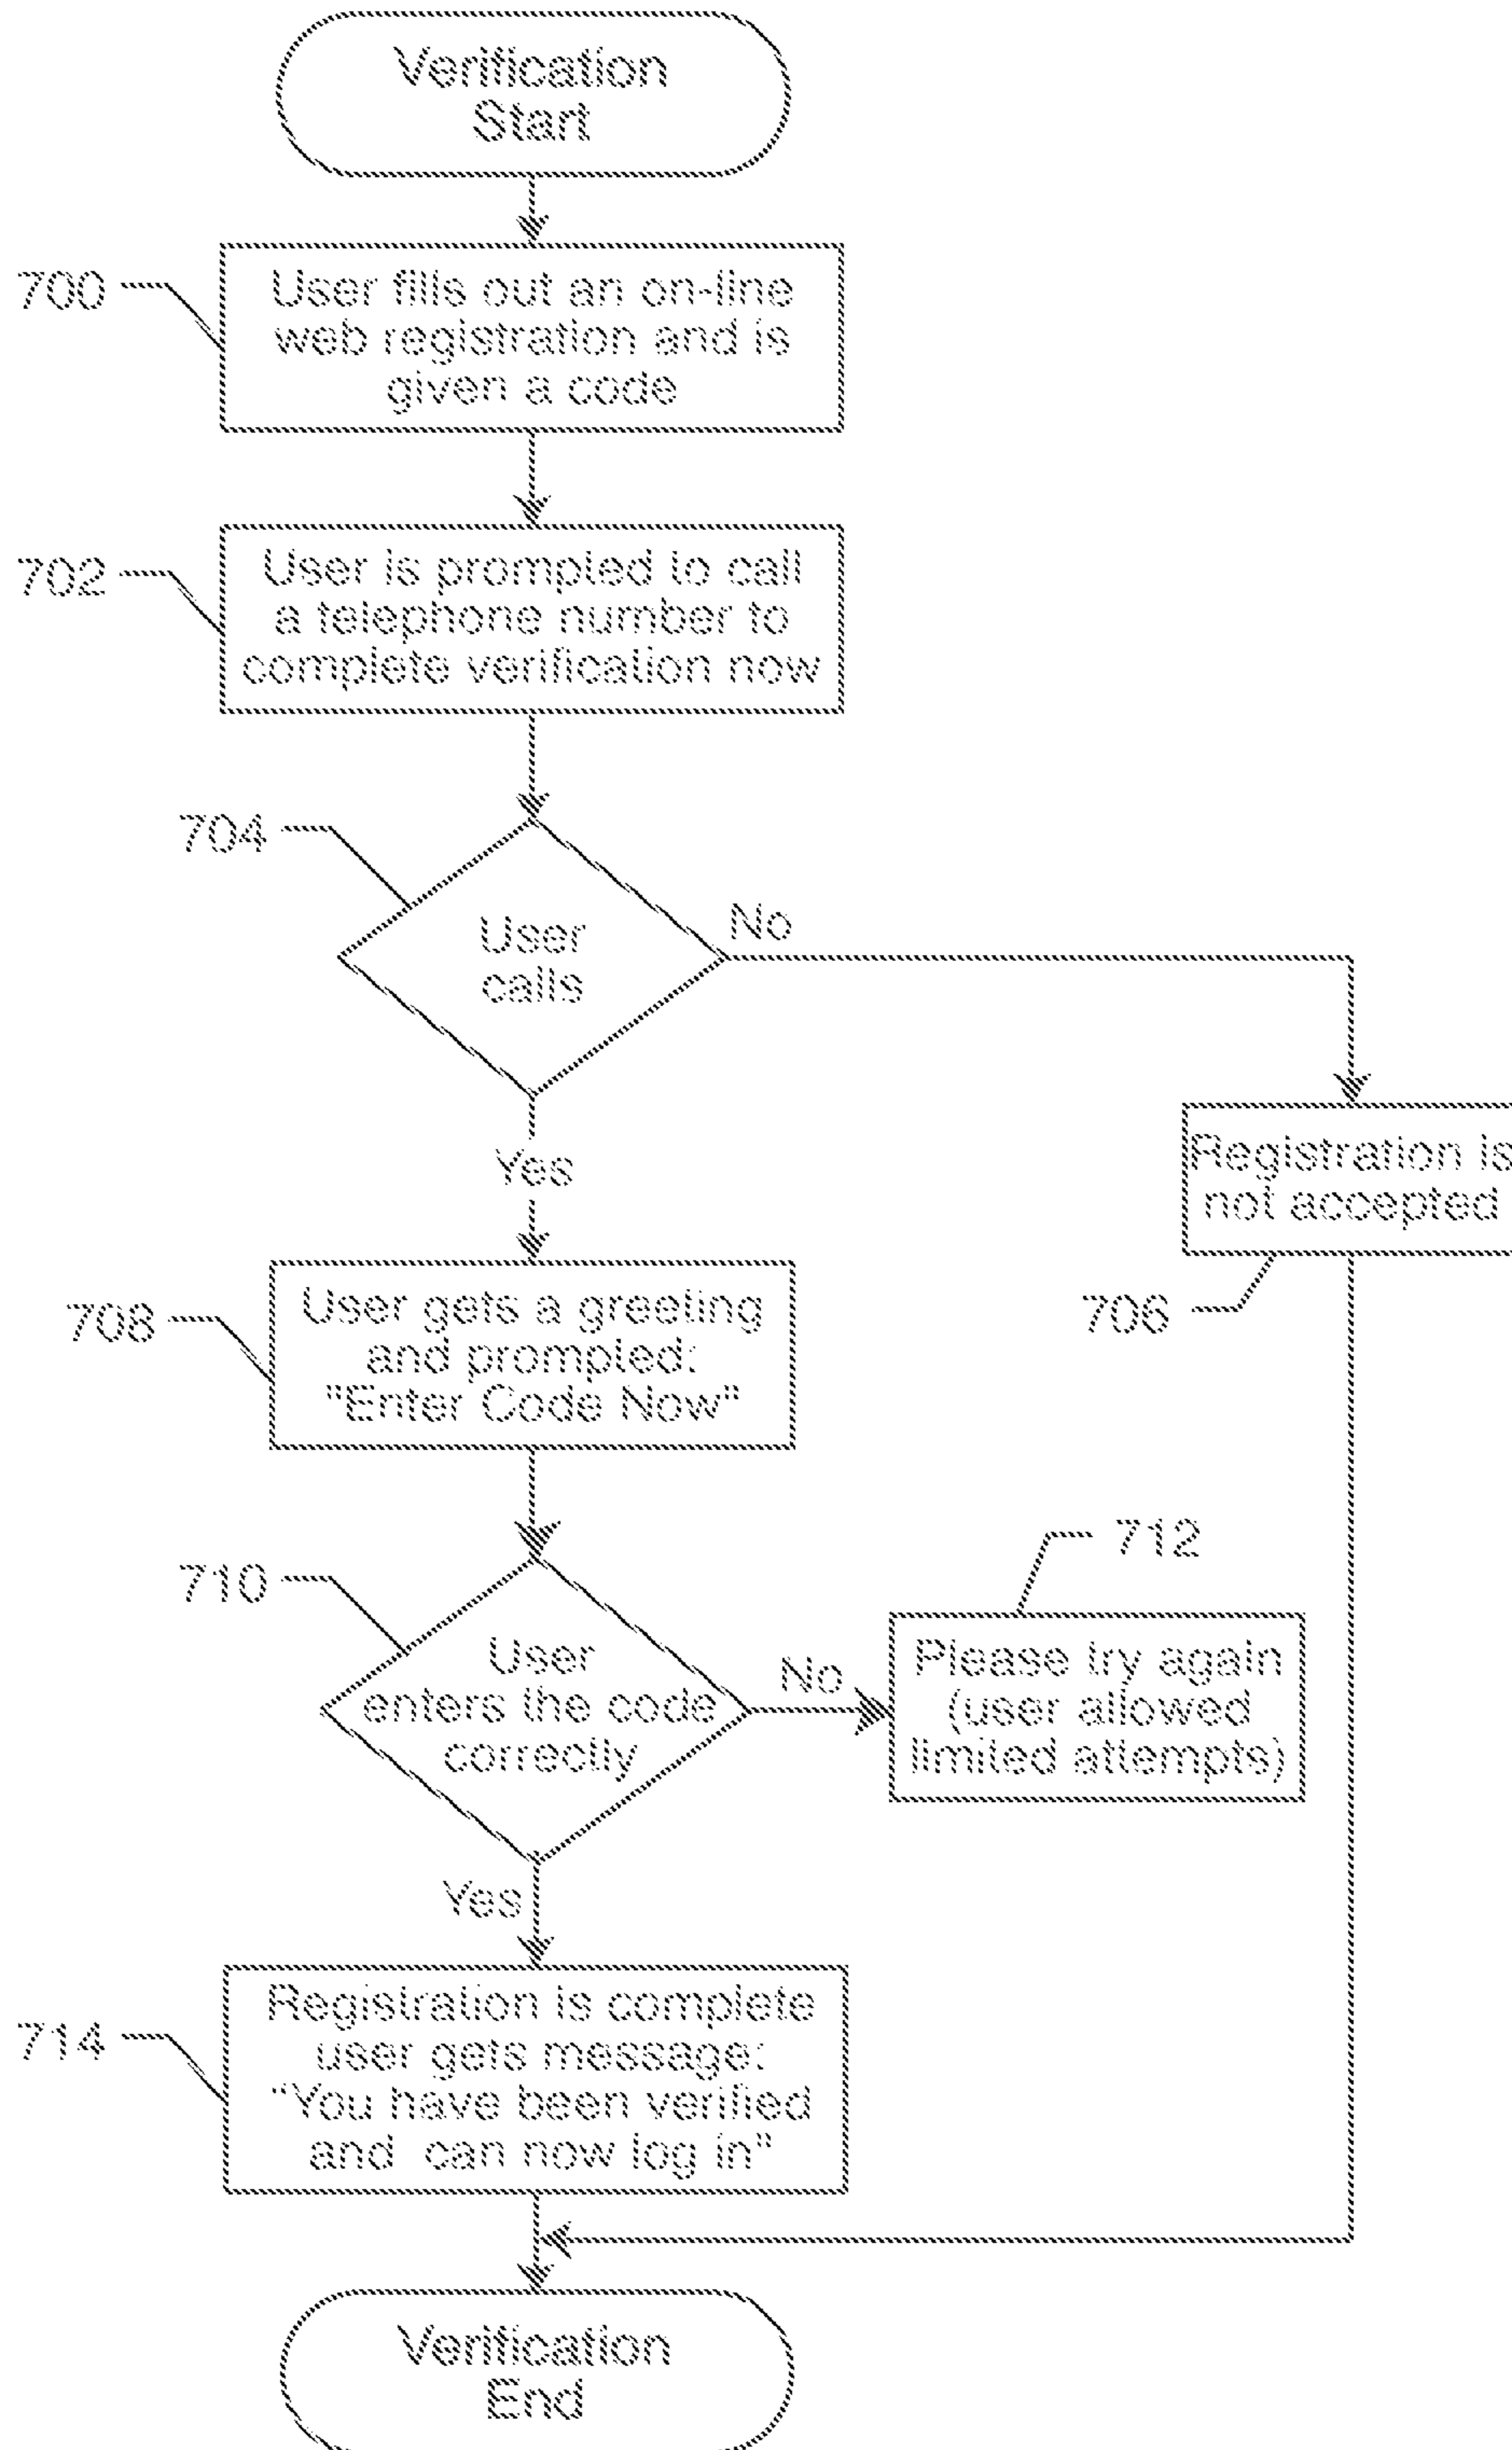 Verification
Start
700
User fills out an on-line
web registration and is
given a code
702
User is prompted to call
a telephone number to
complete verification now
704
User
calls
No
Yes
Registration is
not accepted
706
708
User gets a greeting
and prompted:
"Enter Code Now"
710
User
enters the code
correctly
No
712
Please try again
(user allowed
limited attempts)
Yes
714
Registration is complete
user gets message:
"You have been verified
and can now log in"
Verification
End